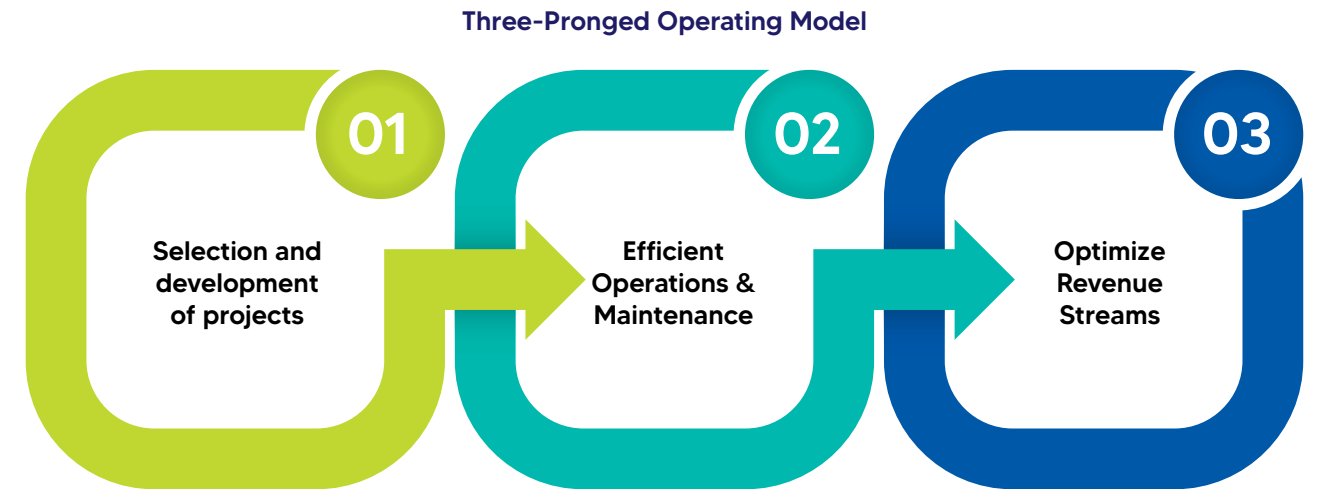 Three-Pronged Operating Model
01
Selection and
development
of projects
02
Efficient
Operations &
Maintenance
03
Optimize
Revenue
Streams